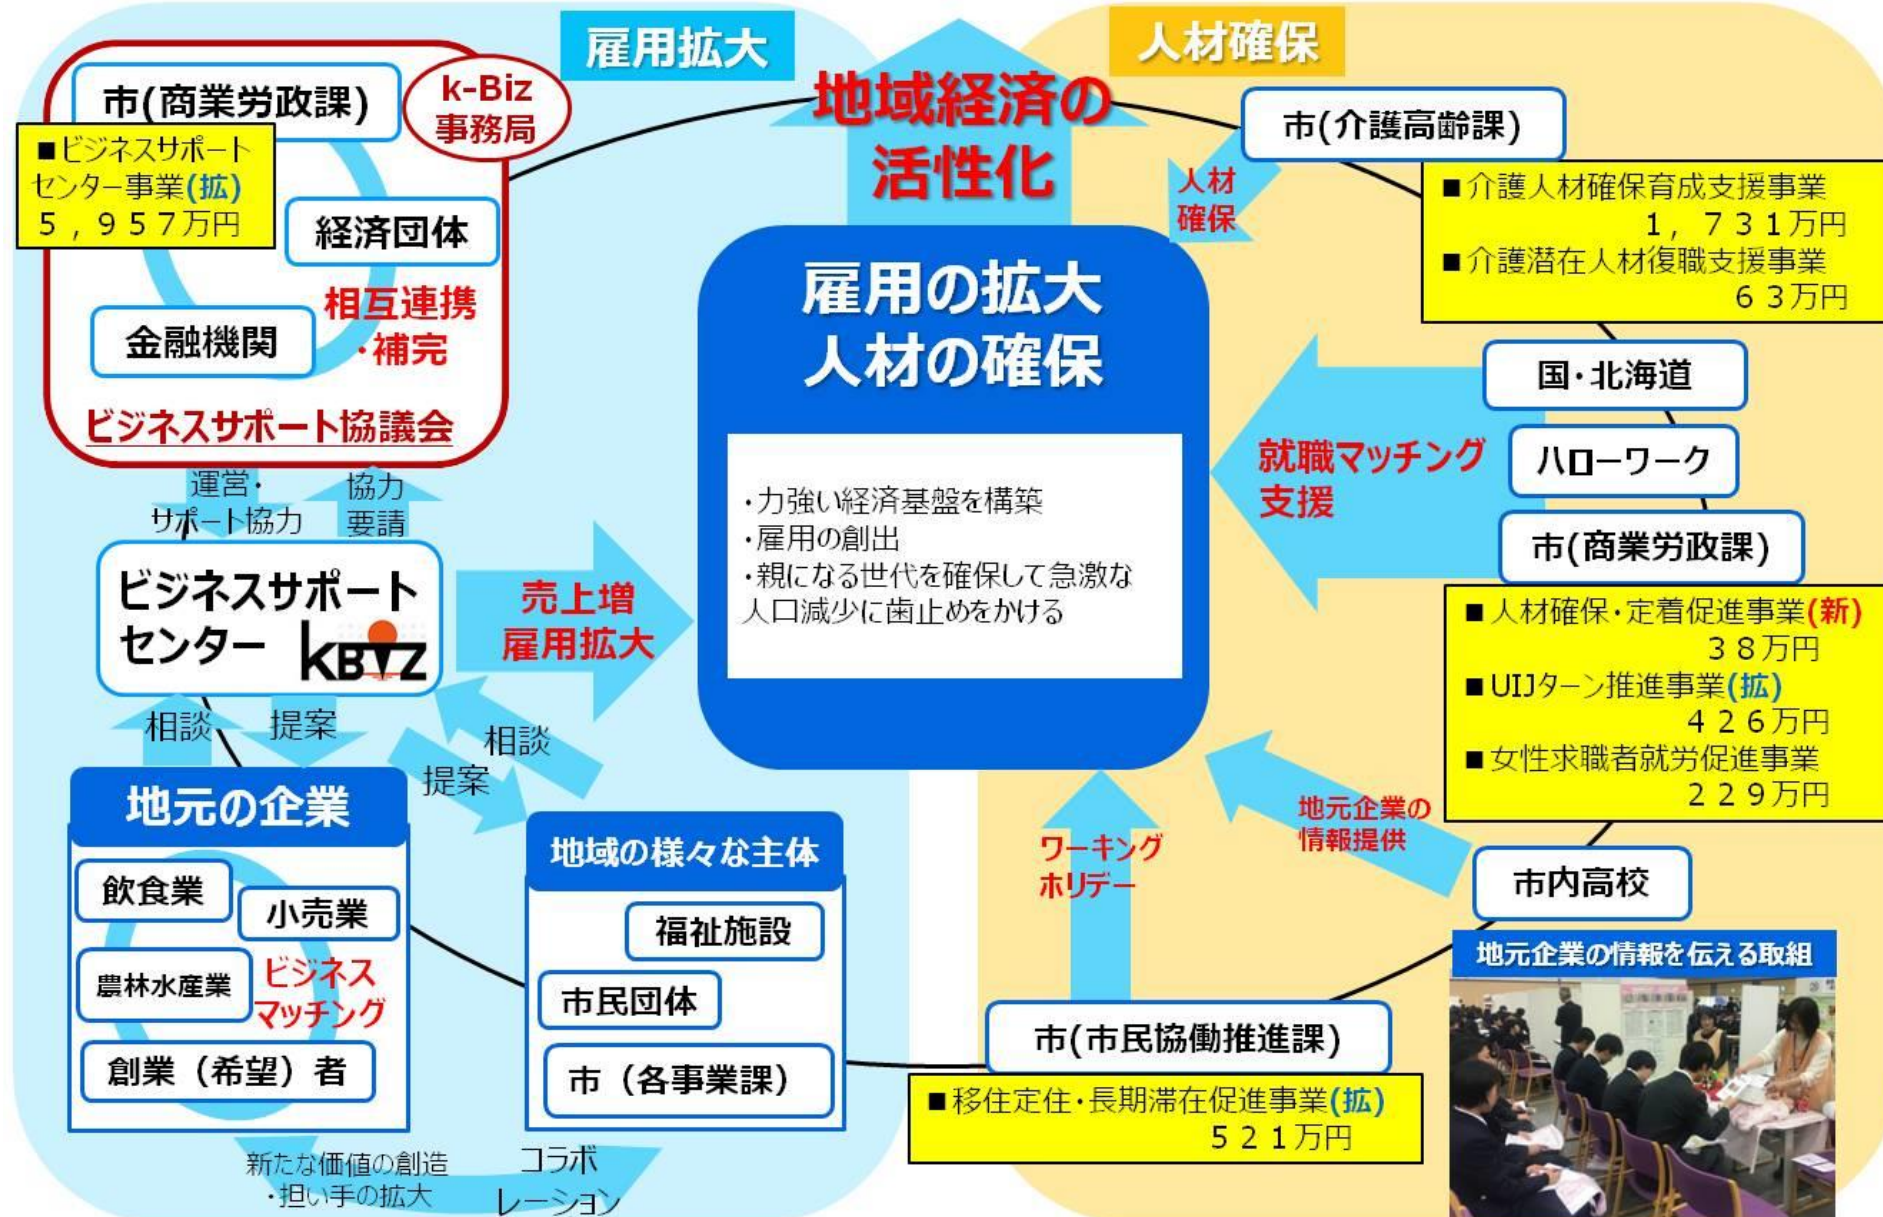 雇用拡大
人材確保
市(商業労政課)
k-Biz
事務局
■ビジネスサポート
センター事業(拡)
5,957万円
経済団体
金融機関
相互連携
・補完
ビジネスサポート協議会
運営・
サポート協力
協力
要請
ビジネスサポート
センター
KBIZ
売上増
雇用拡大
相談
提案
相談
提案
地元の企業
飲食業
小売業
農林水産業
ビジネス
マッチング
創業（希望）者
地域の様々な主体
福祉施設
市民団体
市（各事業課）
新たな価値の創造
・担い手の拡大
コラボ
レーション
地域経済の
活性化
雇用の拡大
人材の確保
・力強い経済基盤を構築
・雇用の創出
・親になる世代を確保して急激な
人口減少に歯止めをかける
市(介護高齢課)
人材
確保
■介護人材確保育成支援事業
1,731万円
■介護潜在人材復職支援事業
63万円
国・北海道
ハローワーク
市(商業労政課)
就職マッチング
支援
■人材確保・定着促進事業(新)
38万円
■UIJターン推進事業(拡)
426万円
■女性求職者就労促進事業
229万円
地元企業の
情報提供
市内高校
ワーキング
ホリデー
市(市民協働推進課)
■移住定住・長期滞在促進事業(拡)
521万円
地元企業の情報を伝える取組